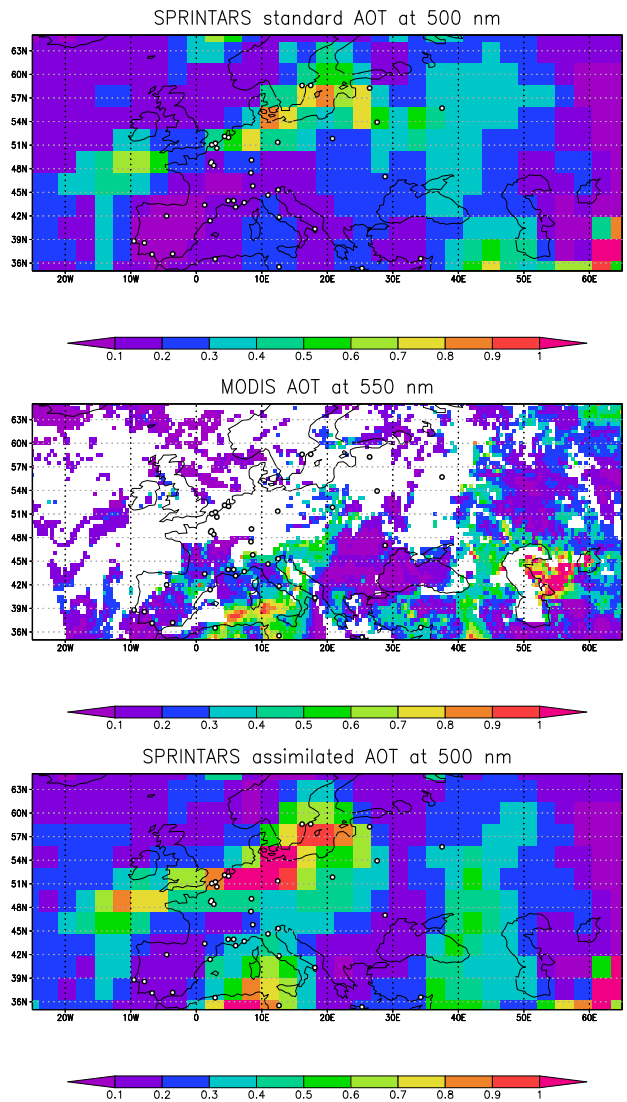 SPRINTARS standard AOT at 500 nm
63N
60N
57N
54N
51N
48N
45N
42N
39N
36N
20W 10W 0 10E 20E 30E 40E 50E 60E
0.1 0.2 0.3 0.4 0.5 0.6 0.7 0.8 0.9 1
MODIS AOT at 550 nm
63N
60N
57N
54N
51N
48N
45N
42N
39N
36N
20W 10W 0 10E 20E 30E 40E 50E 60E
0.1 0.2 0.3 0.4 0.5 0.6 0.7 0.8 0.9 1
SPRINTARS assimilated AOT at 500 nm
63N
60N
57N
54N
51N
48N
45N
42N
39N
36N
20W 10W 0 10E 20E 30E 40E 50E 60E
0.1 0.2 0.3 0.4 0.5 0.6 0.7 0.8 0.9 1